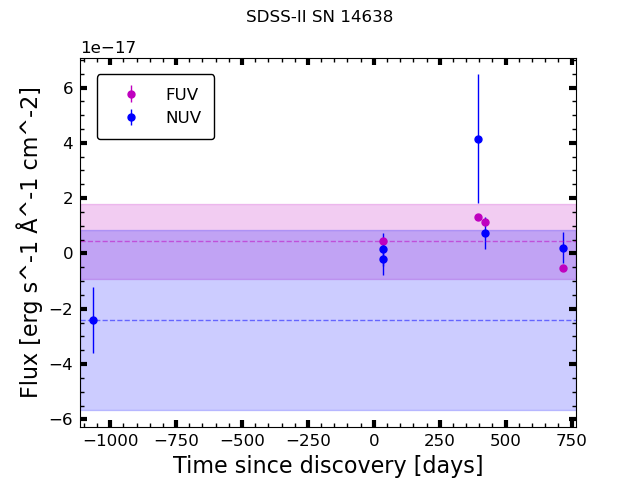 SDSS-II SN 14638
1e−17
FUV
NUV
Flux [erg s^-1 Å^-1 cm^-2]
6
4
2
0
−2
−4
−6
−1000 −750 −500 −250 0 250 500 750
Time since discovery [days]